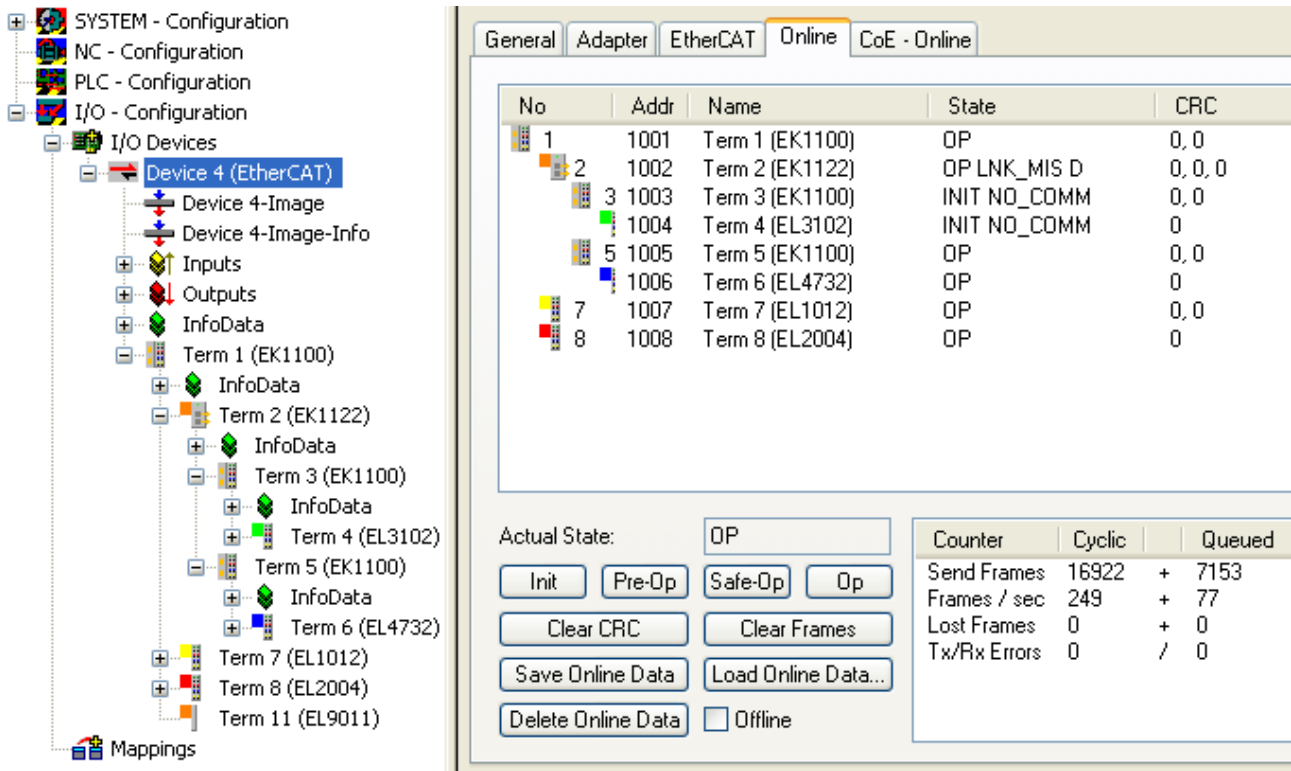 SYSTEM - Configuration
NC - Configuration
PLC - Configuration
I/O - Configuration
I/O Devices
Device 4 (EtherCAT)
Device 4-Image
Device 4-Image-Info
Inputs
Outputs
InfoData
Term 1 (EK1100)
InfoData
Term 2 (EK1122)
InfoData
Term 3 (EK1100)
InfoData
Term 4 (EL3102)
Term 5 (EK1100)
InfoData
Term 6 (EL4732)
Term 7 (EL1012)
Term 8 (EL2004)
Term 11 (EL9011)
Mappings
General Adapter EtherCAT Online CoE - Online
No Addr Name State CRC
1 1001 Term 1 (EK1100) OP 0, 0
2 1002 Term 2 (EK1122) OP LNK_MIS D 0, 0, 0
3 1003 Term 3 (EK1100) INIT NO_COMM 0, 0
1004 Term 4 (EL3102) INIT NO_COMM 0
5 1005 Term 5 (EK1100) OP 0, 0
1006 Term 6 (EL4732) OP 0
7 1007 Term 7 (EL1012) OP 0, 0
8 1008 Term 8 (EL2004) OP 0
Actual State: OP
Init Pre-Op Safe-Op Op
Clear CRC Clear Frames
Save Online Data Load Online Data...
Delete Online Data Offline
Counter Cyclic Queued
Send Frames 16922 + 7153
Frames / sec 249 + 77
Lost Frames 0 + 0
Tx/Rx Errors 0 / 0